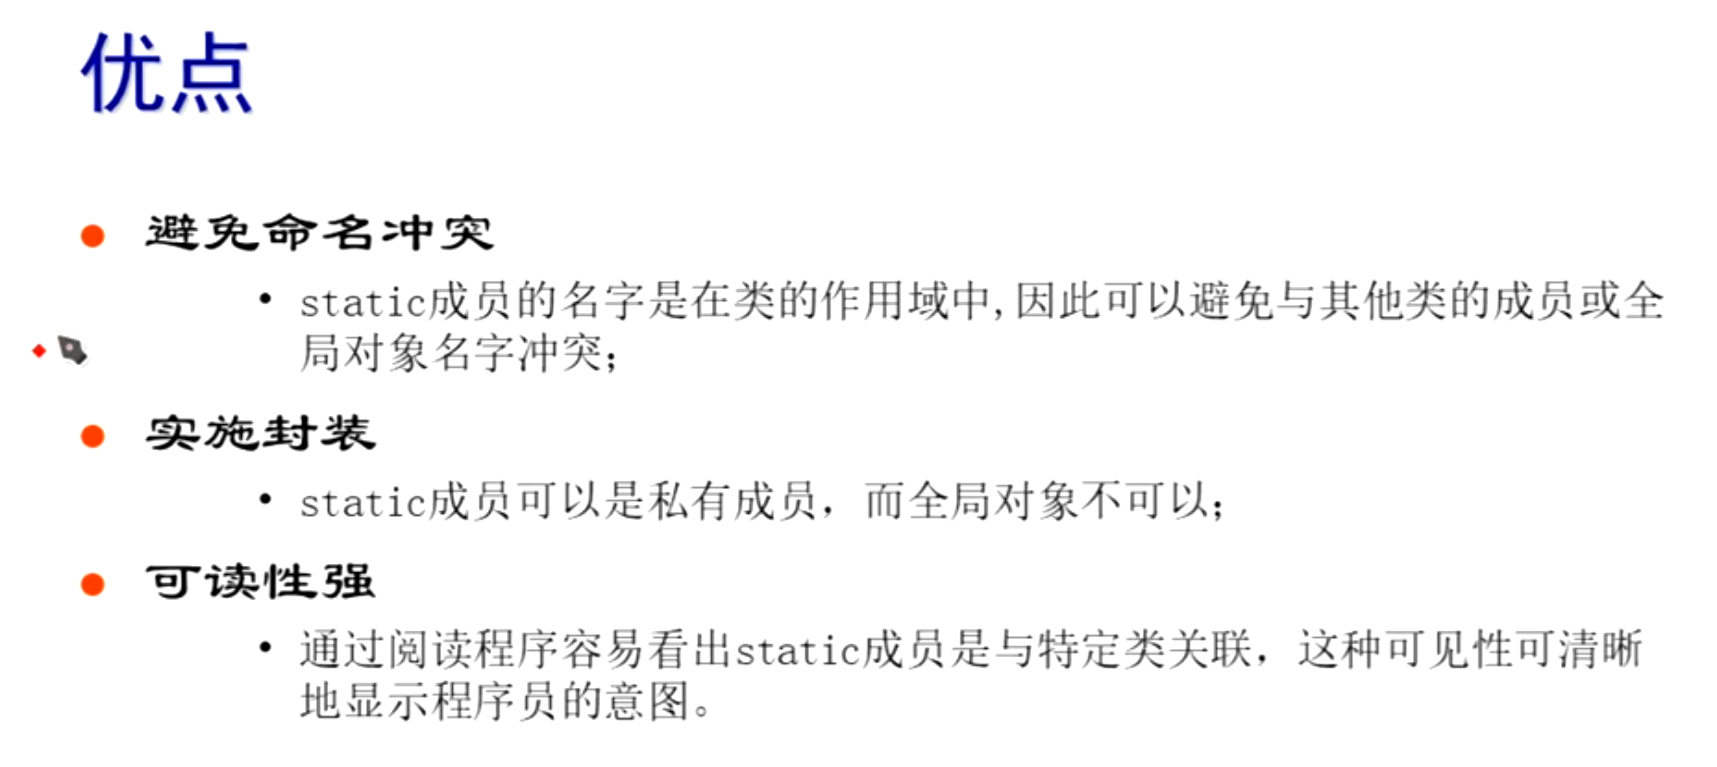 优点
避免命名冲突
static成员的名字是在类的作用域中,因此可以避免与其他类的成员或全
局对象名字冲突;
实施封装
static成员可以是私有成员，而全局对象不可以;
可读性强
通过阅读程序容易看出static成员是与特定类关联，这种可见性可清晰
地显示程序员的意图。